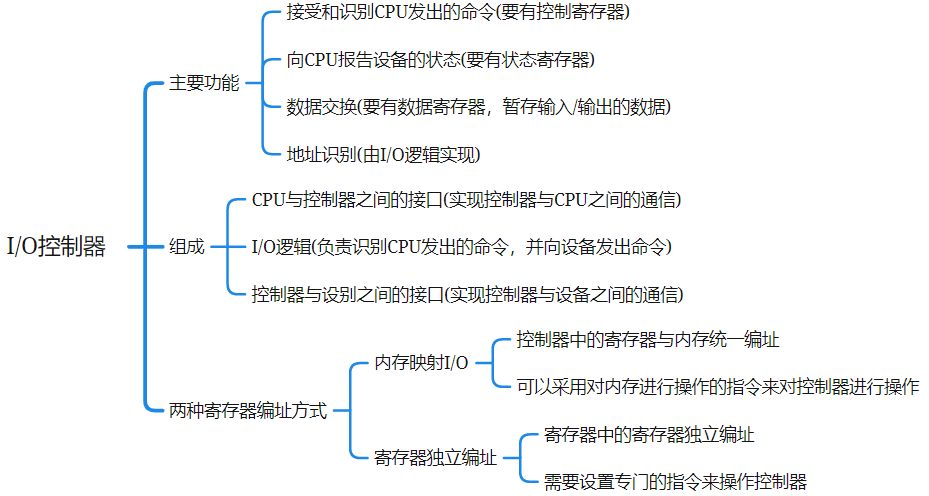 I/O控制器
主要功能
接受和识别CPU发出的命令(要有控制寄存器)
向CPU报告设备的状态(要有状态寄存器)
数据交换(要有数据寄存器，暂存输入/输出的数据)
地址识别(由I/O逻辑实现)
组成
CPU与控制器之间的接口(实现控制器与CPU之间的通信)
I/O逻辑(负责识别CPU发出的命令，并向设备发出命令)
控制器与设别之间的接口(实现控制器与设备之间的通信)
两种寄存器编址方式
内存映射I/O
控制器中的寄存器与内存统一编址
可以采用对内存进行操作的指令来对控制器进行操作
寄存器独立编址
寄存器中的寄存器独立编址
需要设置专门的指令来操作控制器